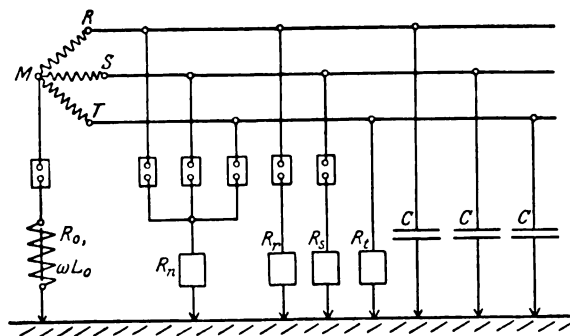 R
M S
T
R₀,
ωL₀
Rₙ Rᵣ Rₛ Rₜ C C C